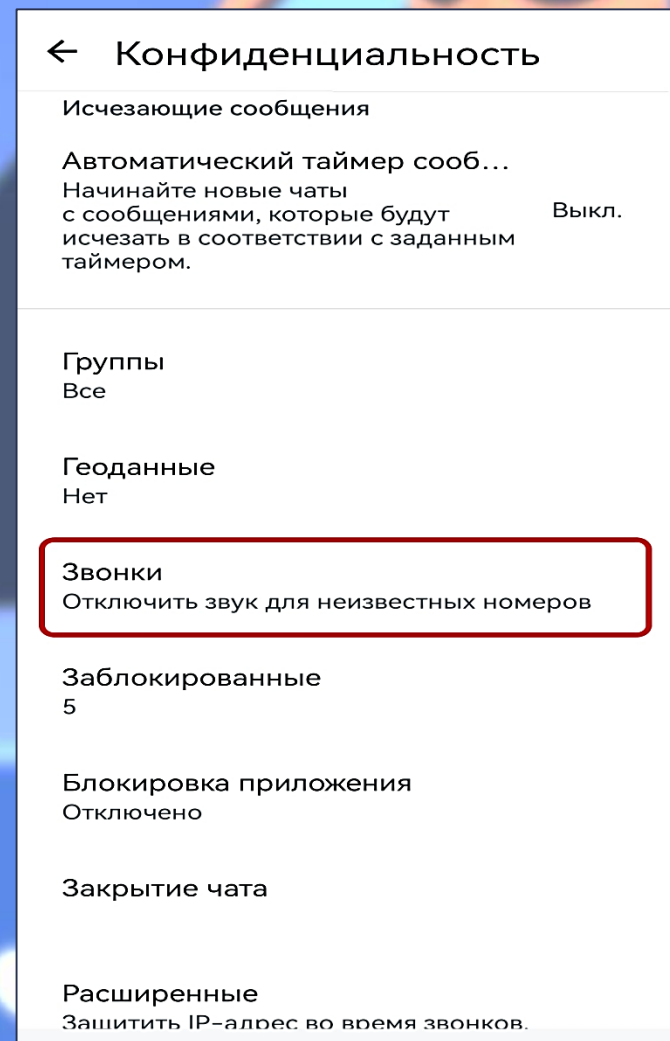 Конфиденциальность
Исчезающие сообщения
Автоматический таймер сооб...
Начинайте новые чаты
с сообщениями, которые будут
исчезать в соответствии с заданным
таймером.
Выкл.
Группы
Все
Геоданные
Нет
Звонки
Отключить звук для неизвестных номеров
Заблокированные
5
Блокировка приложения
Отключено
Закрытие чата
Расширенные
Защитить IP-адрес во время звонков,